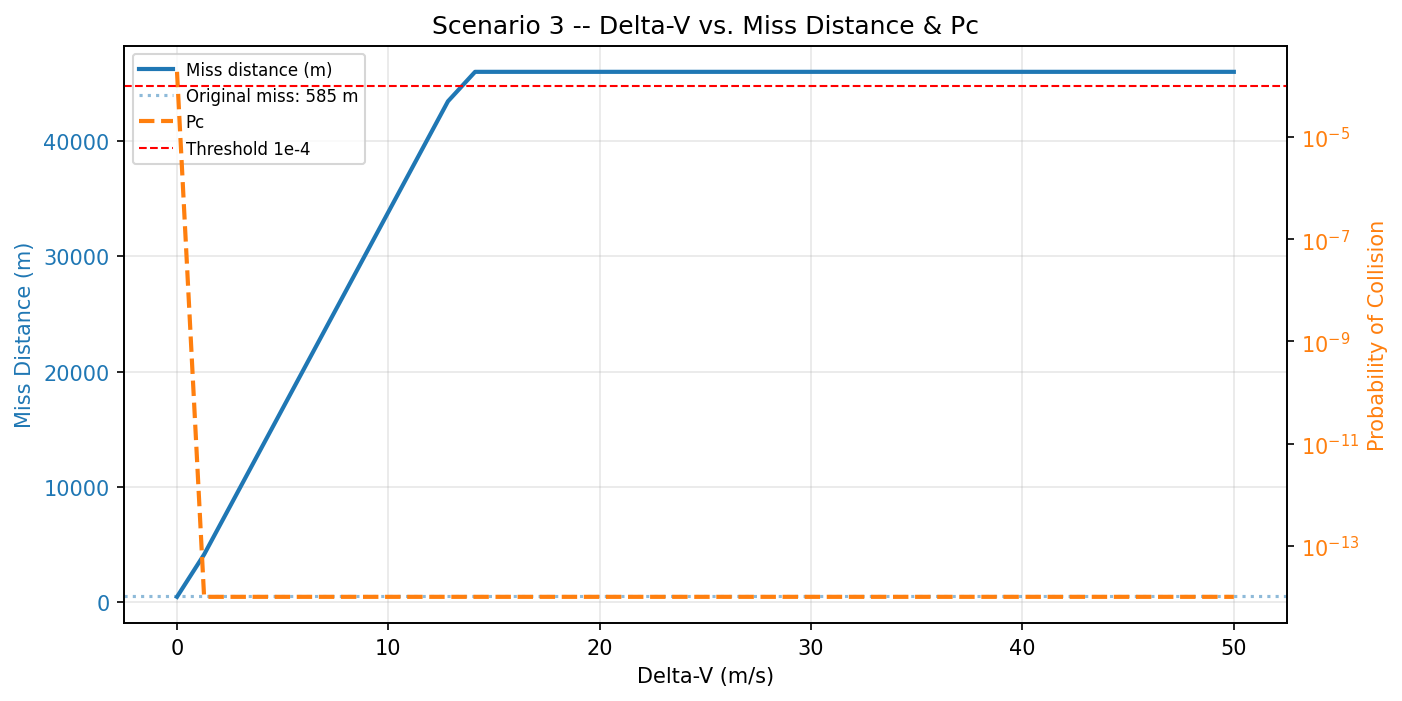 Scenario 3 -- Delta-V vs. Miss Distance & Pc
Miss distance (m)
Original miss: 585 m
Pc
Threshold 1e-4
Miss Distance (m)
40000
30000
20000
10000
0
10⁻⁵
10⁻⁷
10⁻⁹
10⁻¹¹
10⁻¹³
Probability of Collision
0 10 20 30 40 50
Delta-V (m/s)